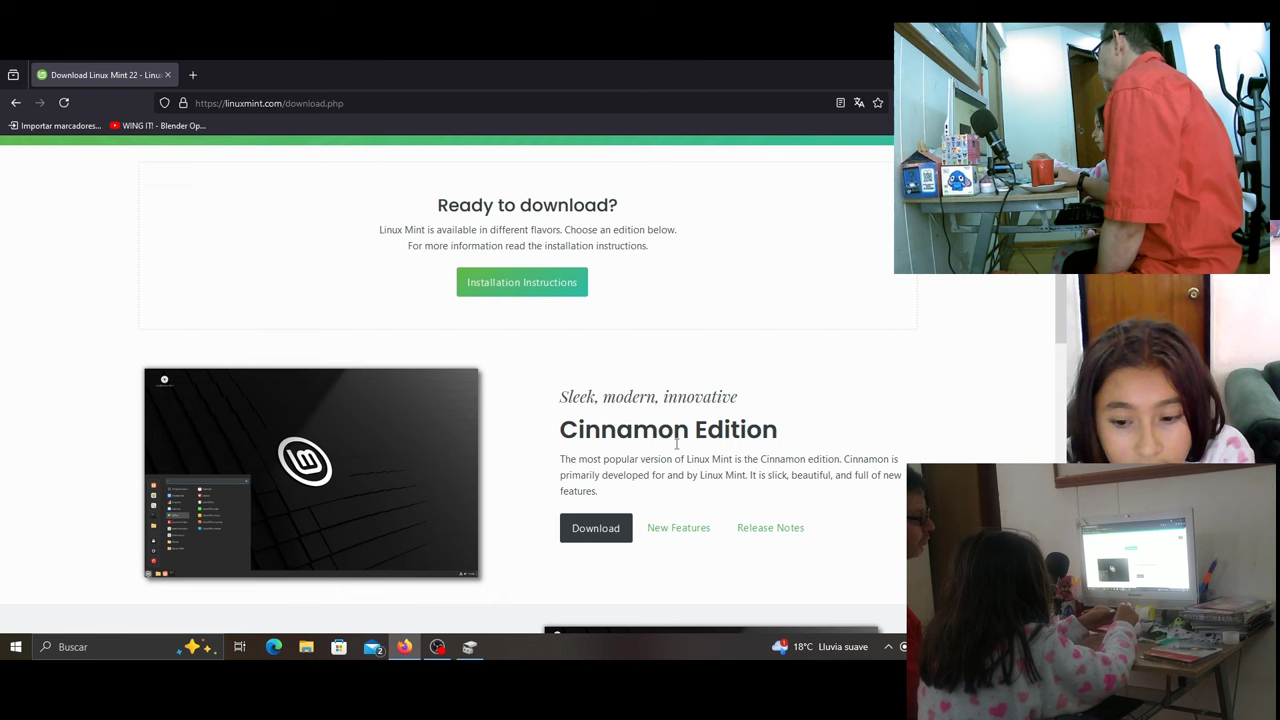 Download Linux Mint 22 - Linu
https://linuxmint.com/download.php
Importar marcadores...
WING IT! - Blender Op...
Ready to download?
Linux Mint is available in different flavors. Choose an edition below.
For more information read the installation instructions.
Installation Instructions
Sleek, modern, innovative
Cinnamon Edition
The most popular version of Linux Mint is the Cinnamon edition. Cinnamon is
primarily developed for and by Linux Mint. It is slick, beautiful, and full of new
features.
Download
New Features
Release Notes
Buscar
2
1
18°C Lluvia suave